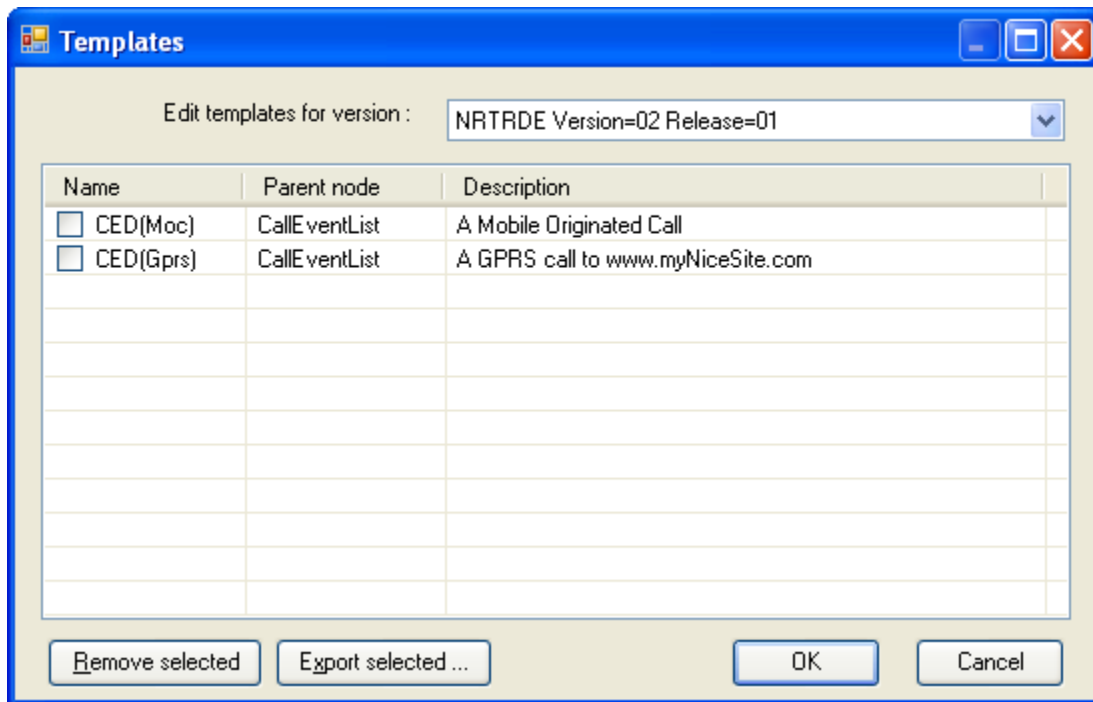 Templates
Edit templates for version : NRTRDE Version=02 Release=01
Name Parent node Description
CED(Moc) CallEventList A Mobile Originated Call
CED(Gprs) CallEventList A GPRS call to www.myNiceSite.com
Remove selected Export selected ... OK Cancel